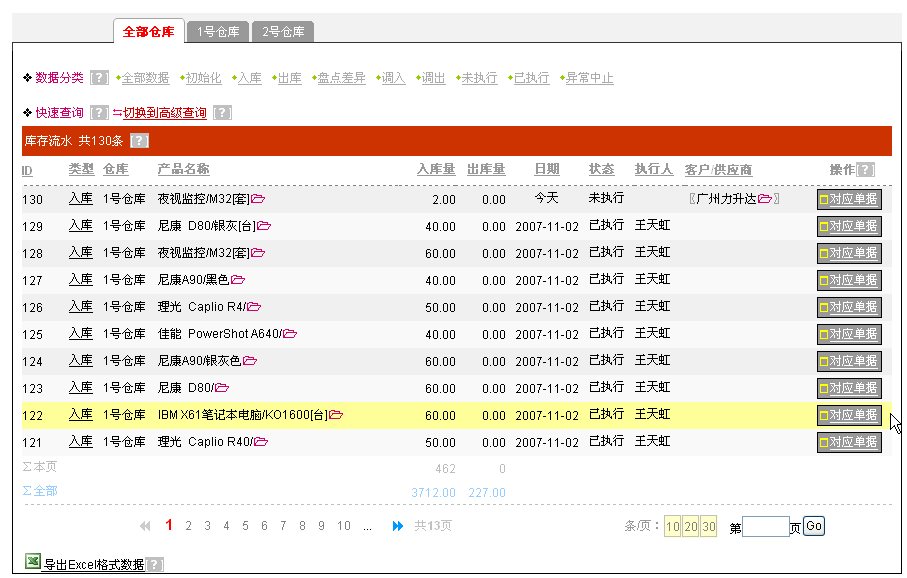 全部仓库 1号仓库 2号仓库
❖ 数据分类 [?] 全部数据 初始化 入库 出库 盘点差异 调入 调出 未执行 已执行 异常中止
❖ 快速查询 [?] ⇆切换到高级查询 [?]
库存流水 共130条 [?]
ID 类型 仓库 产品名称 入库量 出库量 日期 状态 执行人 客户/供应商 操作[?]
130 入库 1号仓库 夜视监控/M32[套] 2.00 0.00 今天 未执行 〖广州力升达〗 对应单据
129 入库 1号仓库 尼康 D80/银灰[台] 40.00 0.00 2007-11-02 已执行 王天虹 对应单据
128 入库 1号仓库 夜视监控/M32[套] 60.00 0.00 2007-11-02 已执行 王天虹 对应单据
127 入库 1号仓库 尼康A90/黑色 40.00 0.00 2007-11-02 已执行 王天虹 对应单据
126 入库 1号仓库 理光 Caplio R4/ 50.00 0.00 2007-11-02 已执行 王天虹 对应单据
125 入库 1号仓库 佳能 PowerShot A640/ 40.00 0.00 2007-11-02 已执行 王天虹 对应单据
124 入库 1号仓库 尼康A90/银灰色 60.00 0.00 2007-11-02 已执行 王天虹 对应单据
123 入库 1号仓库 尼康 D80/ 60.00 0.00 2007-11-02 已执行 王天虹 对应单据
122 入库 1号仓库 IBM X61笔记本电脑/KO1600[台] 60.00 0.00 2007-11-02 已执行 王天虹 对应单据
121 入库 1号仓库 理光 Caplio R40/ 50.00 0.00 2007-11-02 已执行 王天虹 对应单据
∑本页 462 0
∑全部 3712.00 227.00
1 2 3 4 5 6 7 8 9 10 ... 共13页 条/页： 10 20 30 第 页 Go
导出Excel格式数据[?]